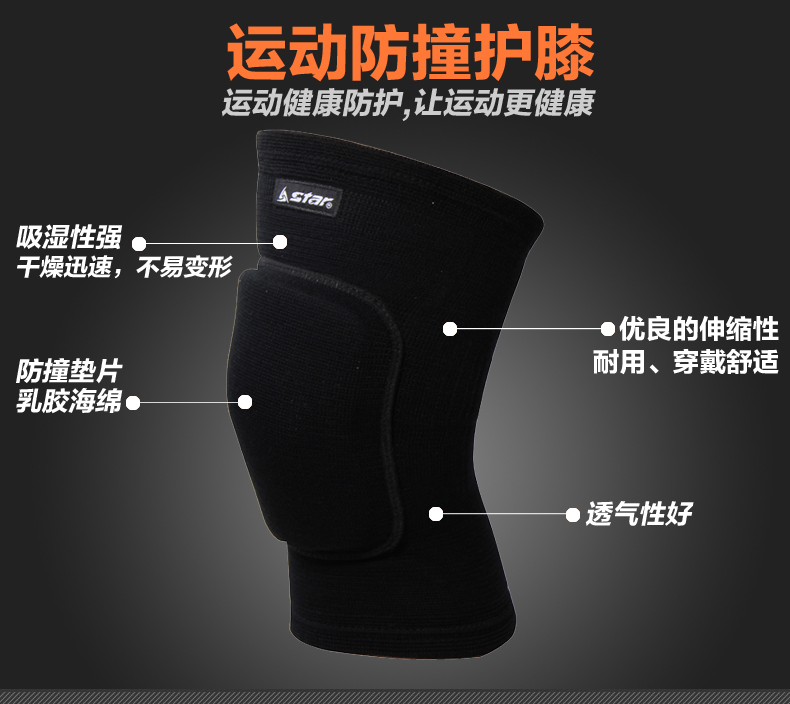 运动防撞护膝
运动健康防护,让运动更健康
star®
吸湿性强
干燥迅速，不易变形
优良的伸缩性
耐用、穿戴舒适
防撞垫片
乳胶海绵
透气性好